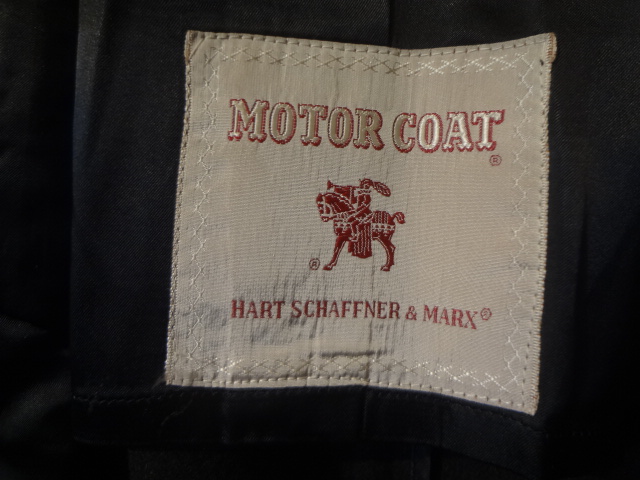 MOTOR COAT®
®
HART SCHAFFNER & MARX®